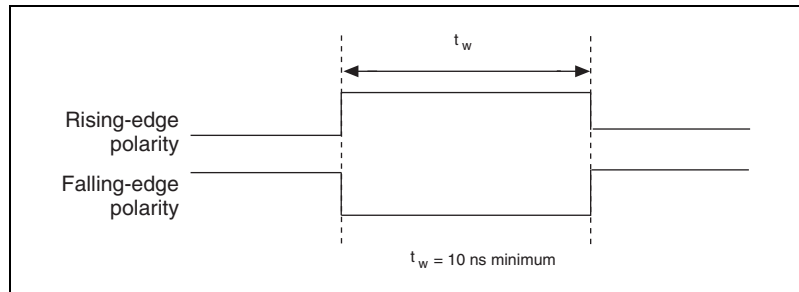 t w
Rising-edge
polarity
Falling-edge
polarity
t w = 10 ns minimum